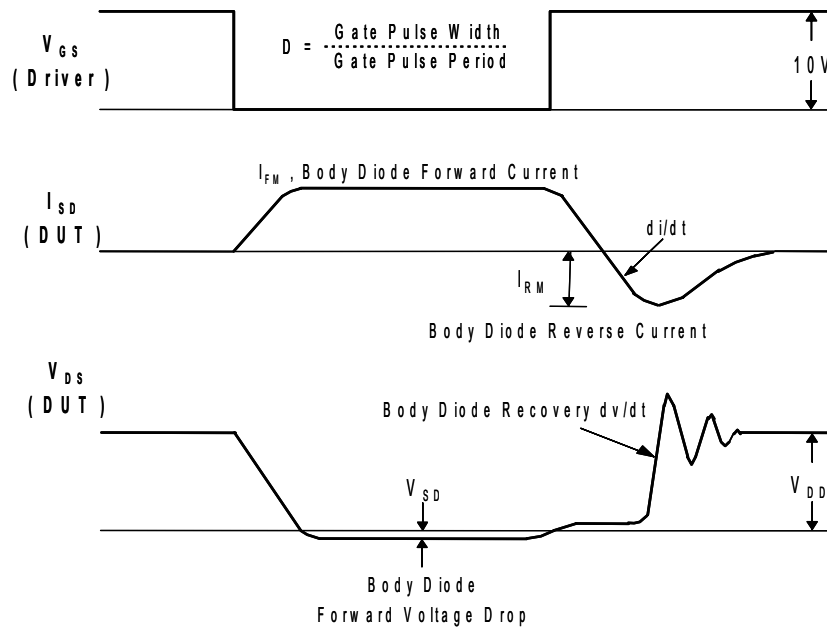 V GS
( Driver )
D = Gate Pulse Width
Gate Pulse Period
10V
I FM , Body Diode Forward Current
I SD
( DUT )
di/dt
I RM
Body Diode Reverse Current
V DS
( DUT )
Body Diode Recovery dv/dt
V SD
V DD
Body Diode
Forward Voltage Drop